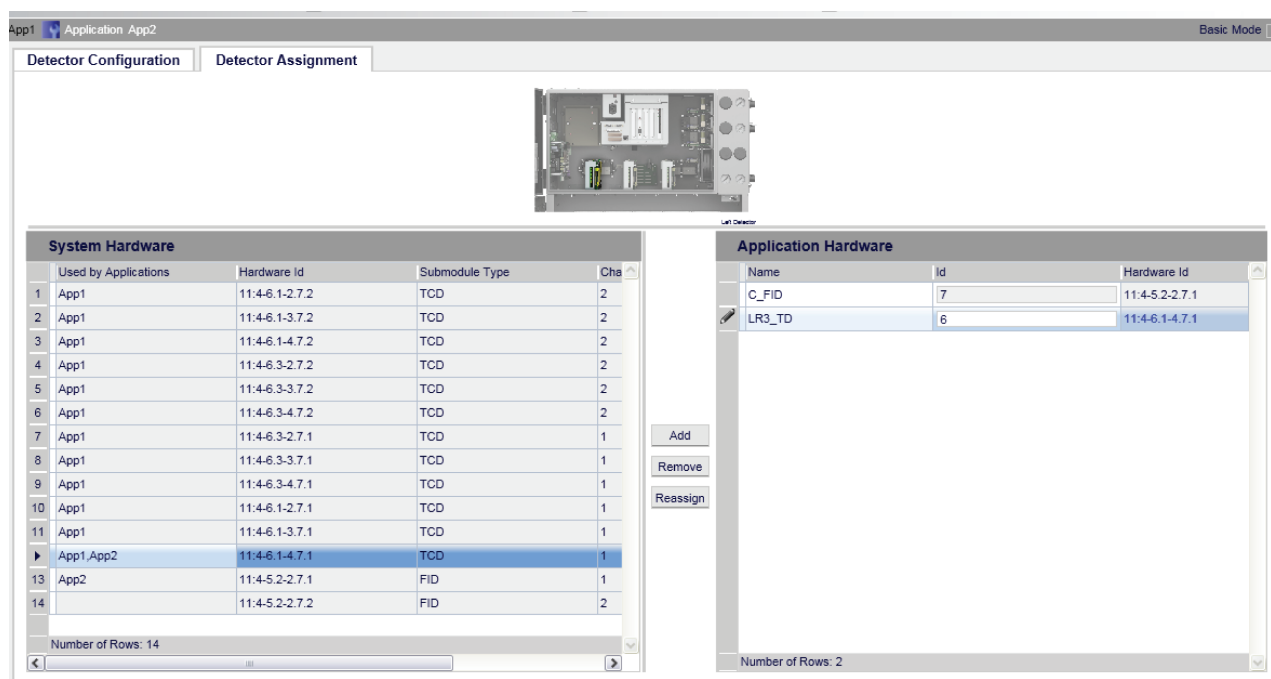 App1 Application App2 Basic Mode
Detector Configuration Detector Assignment
Left Detector
System Hardware
Used by Applications Hardware Id Submodule Type Cha
1 App1 11:4-6.1-2.7.2 TCD 2
2 App1 11:4-6.1-3.7.2 TCD 2
3 App1 11:4-6.1-4.7.2 TCD 2
4 App1 11:4-6.3-2.7.2 TCD 2
5 App1 11:4-6.3-3.7.2 TCD 2
6 App1 11:4-6.3-4.7.2 TCD 2
7 App1 11:4-6.3-2.7.1 TCD 1
8 App1 11:4-6.3-3.7.1 TCD 1
9 App1 11:4-6.3-4.7.1 TCD 1
10 App1 11:4-6.1-2.7.1 TCD 1
11 App1 11:4-6.1-3.7.1 TCD 1
App1,App2 11:4-6.1-4.7.1 TCD 1
13 App2 11:4-5.2-2.7.1 FID 1
14 11:4-5.2-2.7.2 FID 2
Number of Rows: 14
Add
Remove
Reassign
Application Hardware
Name Id Hardware Id
C_FID 7 11:4-5.2-2.7.1
LR3_TD 6 11:4-6.1-4.7.1
Number of Rows: 2